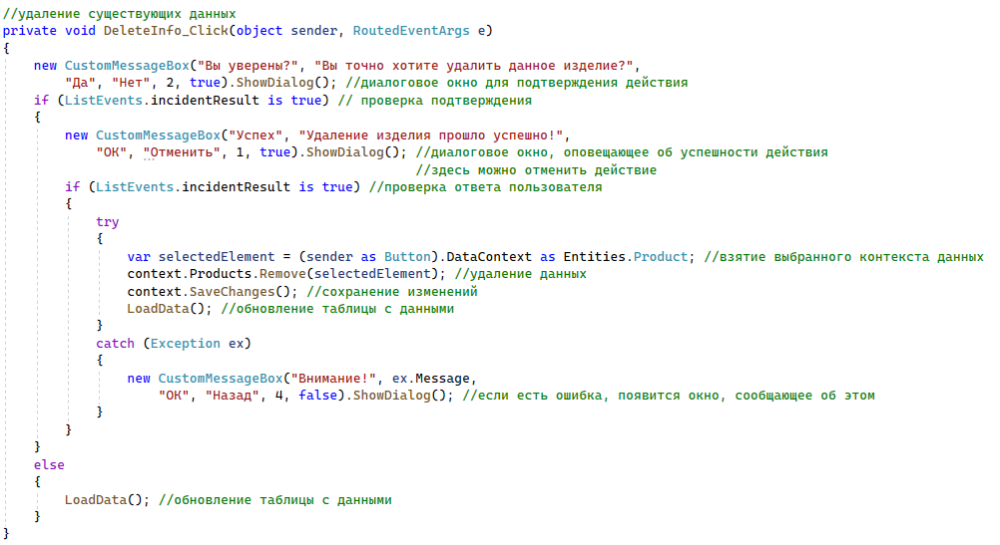 //удаление существующих данных
private void DeleteInfo_Click(object sender, RoutedEventArgs e)
{
    new CustomMessageBox("Вы уверены?", "Вы точно хотите удалить данное изделие?",
        "Да", "Нет", 2, true).ShowDialog(); //диалоговое окно для подтверждения действия
    if (ListEvents.incidentResult is true) // проверка подтверждения
    {
        new CustomMessageBox("Успех", "Удаление изделия прошло успешно!",
            "ОК", "Отменить", 1, true).ShowDialog(); //диалоговое окно, оповещающее об успешности действия
                                                     //здесь можно отменить действие
        if (ListEvents.incidentResult is true) //проверка ответа пользователя
        {
            try
            {
                var selectedElement = (sender as Button).DataContext as Entities.Product; //взятие выбранного контекста данных
                context.Products.Remove(selectedElement); //удаление данных
                context.SaveChanges(); //сохранение изменений
                LoadData(); //обновление таблицы с данными
            }
            catch (Exception ex)
            {
                new CustomMessageBox("Внимание!", ex.Message,
                    "ОК", "Назад", 4, false).ShowDialog(); //если есть ошибка, появится окно, сообщающее об этом
            }
        }
    }
    else
    {
        LoadData(); //обновление таблицы с данными
    }
}